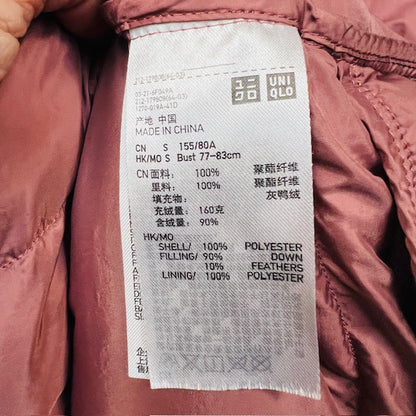 ユニ
クロ
UNI
QLO
产地 中国
MADE IN CHINA
CN S 155/80A
HK/MO S Bust 77-83cm
CN 面料: 100% 聚酯纤维
里料: 100% 聚酯纤维
填充物: 灰鸭绒
充绒量: 160克
含绒量: 90%
HK/MO
SHELL/ 100% POLYESTER
FILLING/ 90% DOWN
10% FEATHERS
LINING/ 100% POLYESTER